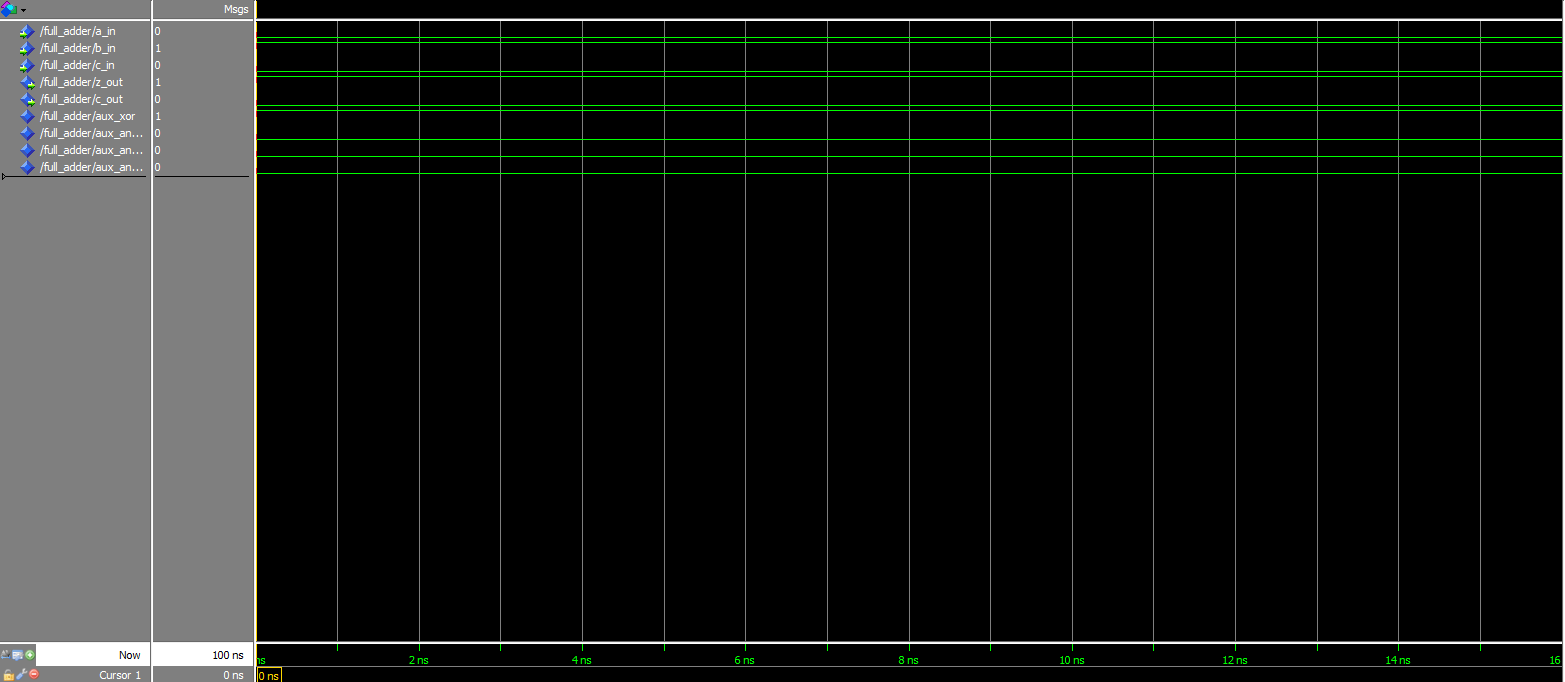 Msgs
/full_adder/a_in 0
/full_adder/b_in 1
/full_adder/c_in 0
/full_adder/z_out 1
/full_adder/c_out 0
/full_adder/aux_xor 1
/full_adder/aux_an... 0
/full_adder/aux_an... 0
/full_adder/aux_an... 0
Now 100 ns ns 2 ns 4 ns 6 ns 8 ns 10 ns 12 ns 14 ns 16
Cursor 1 0 ns 0 ns